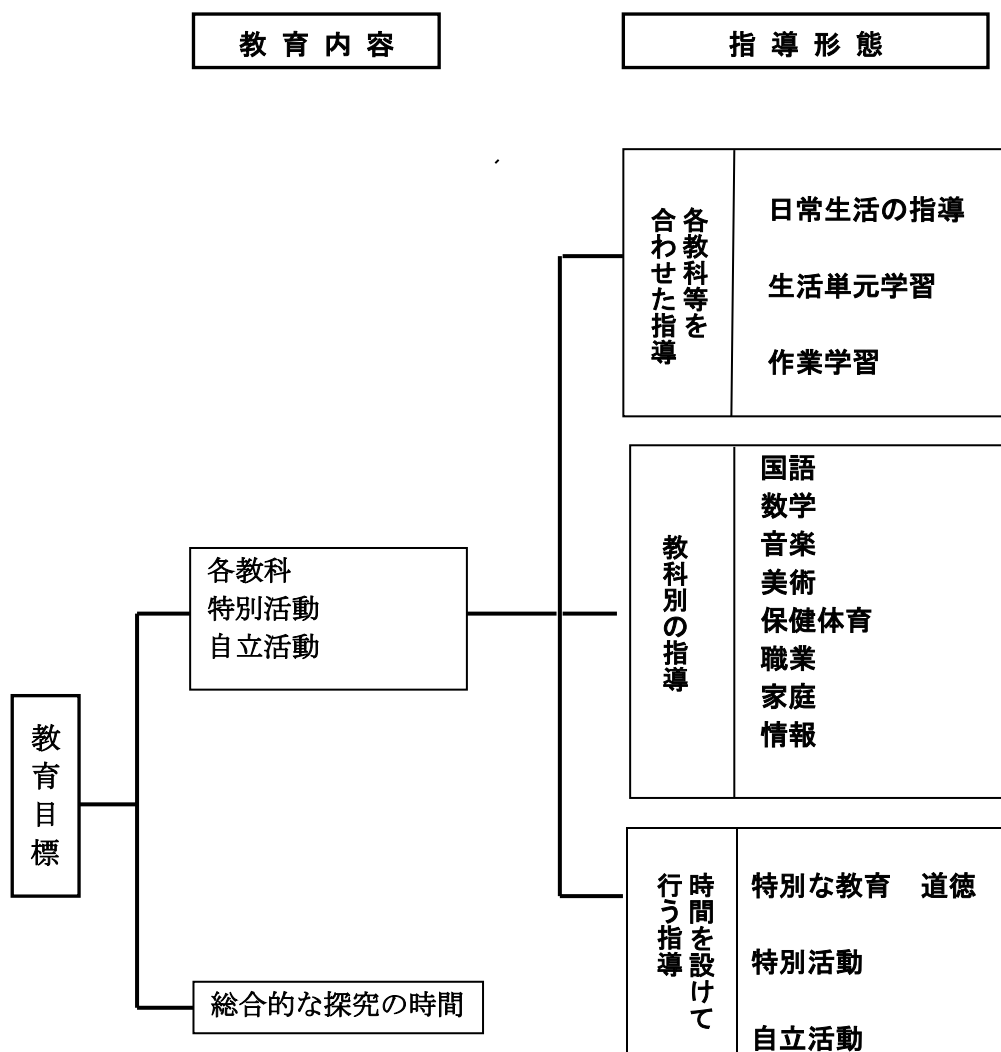 教育内容
指導形態
各教科等を
合わせた指導
日常生活の指導
生活単元学習
作業学習
教科別の指導
国語
数学
音楽
美術
保健体育
職業
家庭
情報
各教科
特別活動
自立活動
教育目標
時間を設けて
行う指導
特別な教育　道徳
特別活動
自立活動
総合的な探究の時間